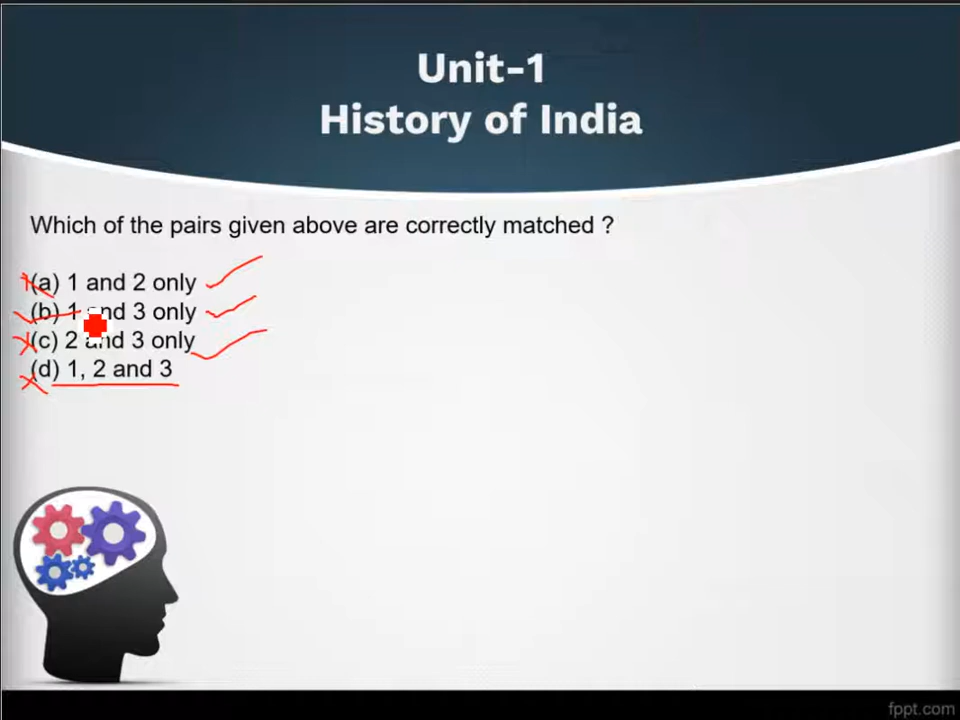 Unit-1
History of India
Which of the pairs given above are correctly matched ?
(a) 1 and 2 only
(b) 1 and 3 only
(c) 2 and 3 only
(d) 1, 2 and 3
fppt.com